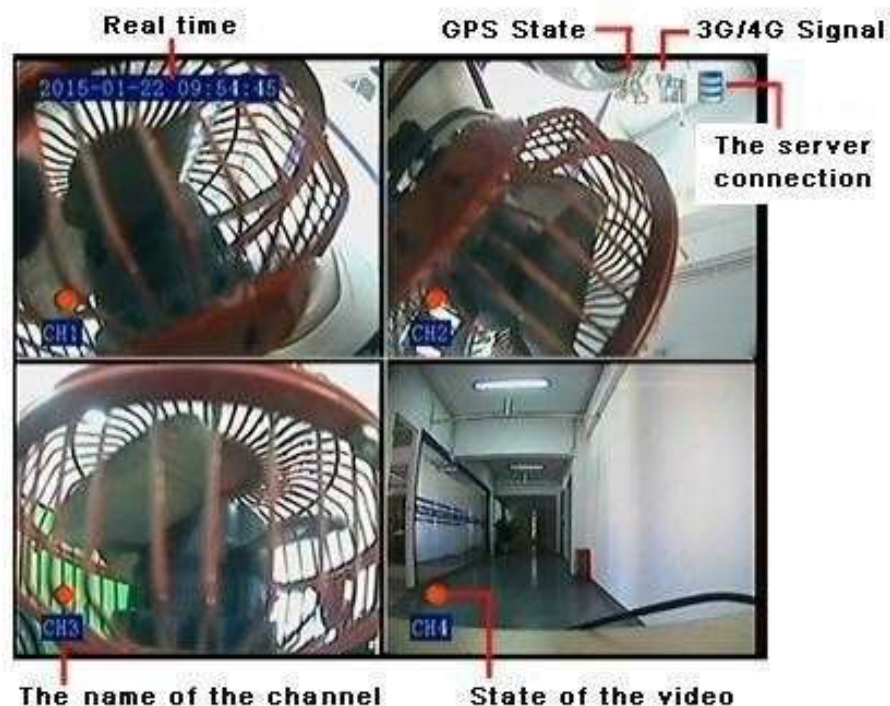 Real time
GPS State
3G/4G Signal
2015-01-22 09:54:45
The server
connection
CH1
CH2
CH3
CH4
The name of the channel
State of the video